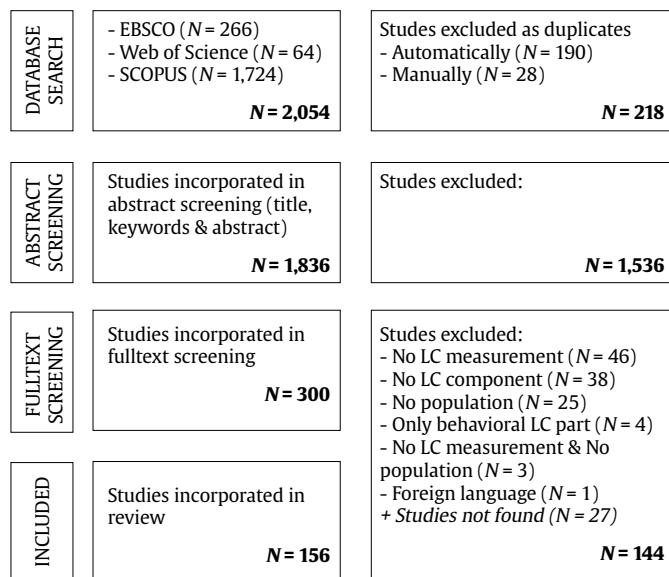 DATABASE
SEARCH
- EBSCO (N = 266)
- Web of Science (N = 64)
- SCOPUS (N = 1,724)
N = 2,054
Studes excluded as duplicates
- Automatically (N = 190)
- Manually (N = 28)
N = 218
ABSTRACT
SCREENING
Studies incorporated in
abstract screening (title,
keywords & abstract)
N = 1,836
Studes excluded:
N = 1,536
FULLTEXT
SCREENING
Studies incorporated in
fulltext screening
N = 300
Studes excluded:
- No LC measurement (N = 46)
- No LC component (N = 38)
- No population (N = 25)
- Only behavioral LC part (N = 4)
- No LC measurement & No
population (N = 3)
- Foreign language (N = 1)
+ Studies not found (N = 27)
N = 144
INCLUDED
Studies incorporated in
review
N = 156